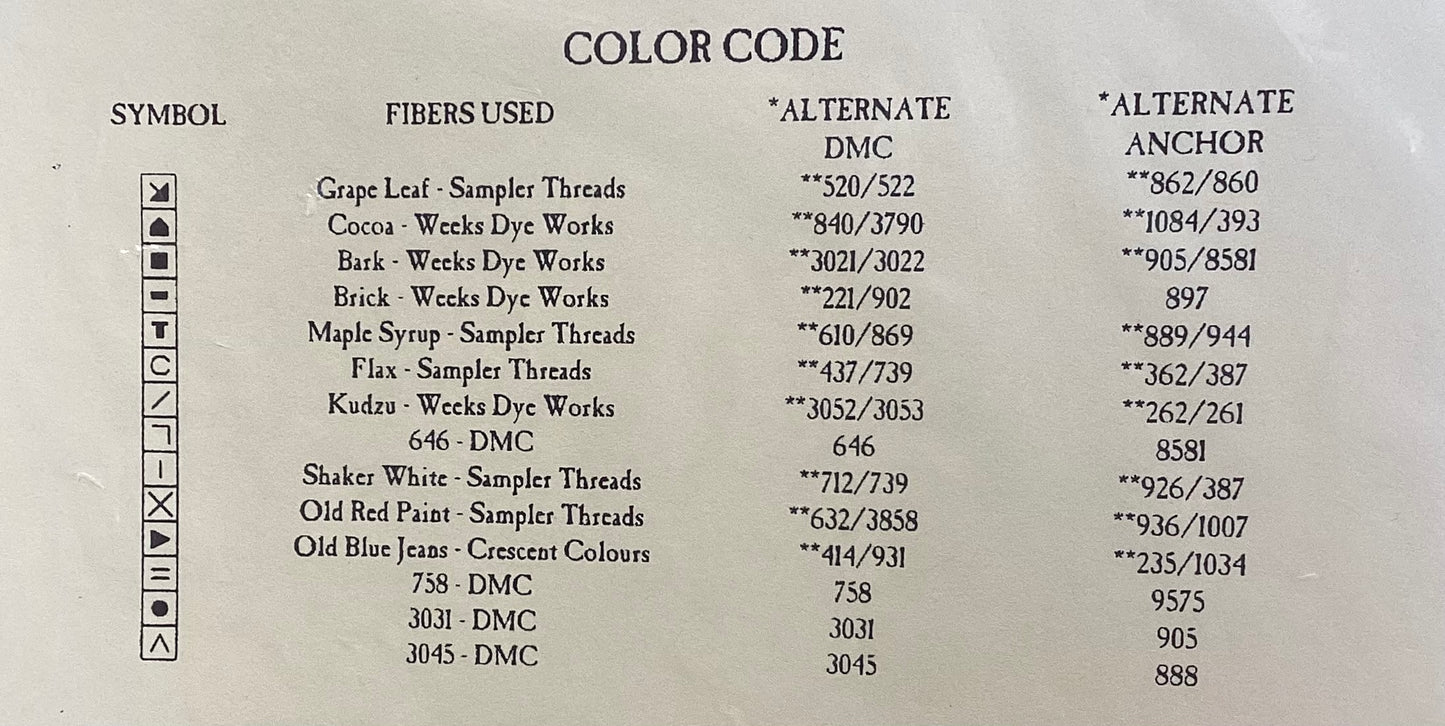 COLOR CODE
SYMBOL FIBERS USED *ALTERNATE DMC *ALTERNATE ANCHOR
Grape Leaf - Sampler Threads **520/522 **862/860
Cocoa - Weeks Dye Works **840/3790 **1084/393
Bark - Weeks Dye Works **3021/3022 **905/8581
Brick - Weeks Dye Works **221/902 897
T Maple Syrup - Sampler Threads **610/869 **889/944
C Flax - Sampler Threads **437/739 **362/387
/ Kudzu - Weeks Dye Works **3052/3053 **262/261
646 - DMC 646 8581
Shaker White - Sampler Threads **712/739 **926/387
X Old Red Paint - Sampler Threads **632/3858 **936/1007
Old Blue Jeans - Crescent Colours **414/931 **235/1034
= 758 - DMC 758 9575
3031 - DMC 3031 905
3045 - DMC 3045 888